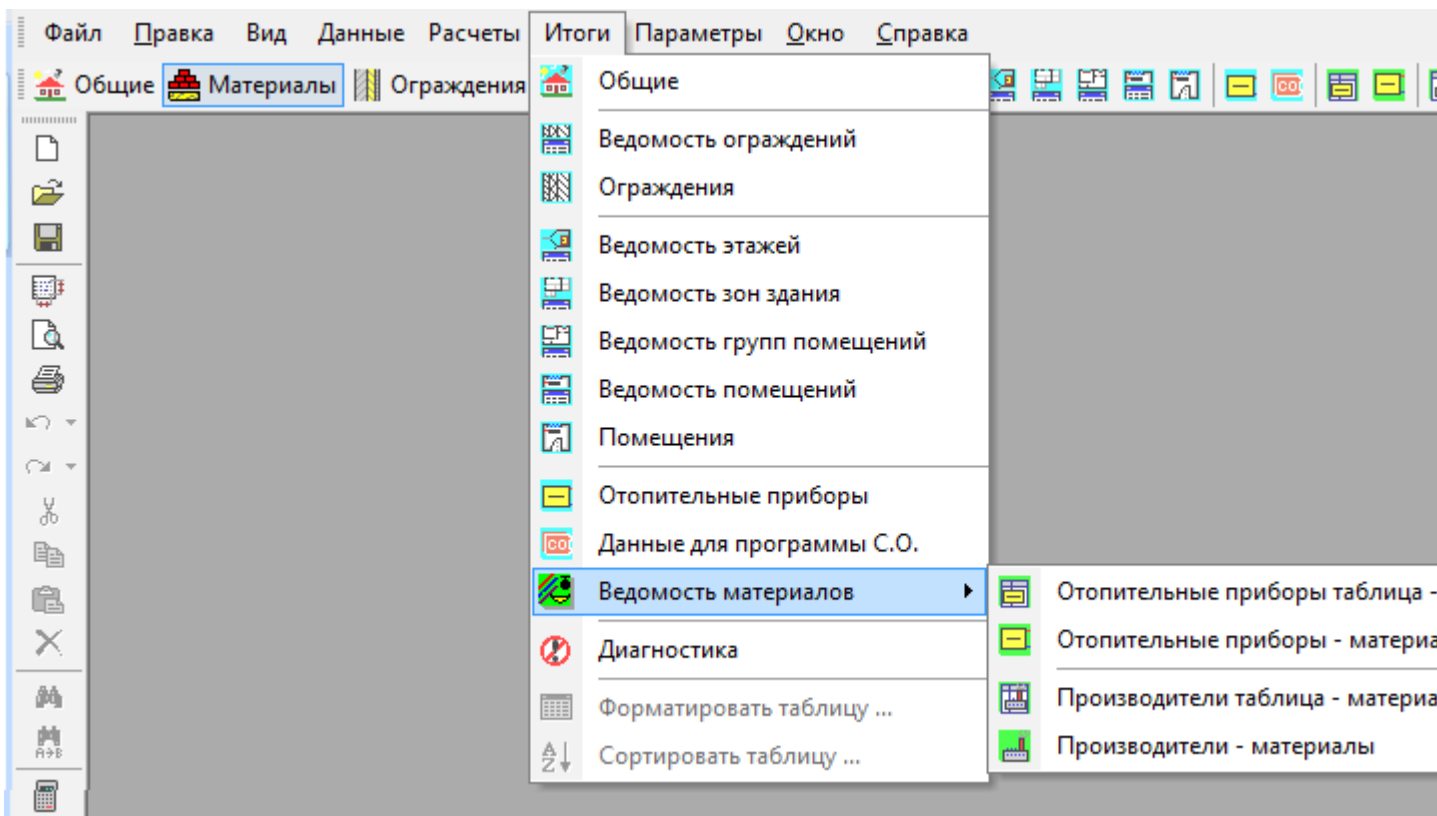 Файл Правка Вид Данные Расчеты Итоги Параметры Окно Справка
Общие Материалы Ограждения
Общие
Ведомость ограждений
Ограждения
Ведомость этажей
Ведомость зон здания
Ведомость групп помещений
Ведомость помещений
Помещения
Отопительные приборы
Данные для программы С.О.
Ведомость материалов
Отопительные приборы таблица -
Отопительные приборы - материа
Производители таблица - материа
Производители - материалы
Диагностика
Форматировать таблицу ...
Сортировать таблицу ...